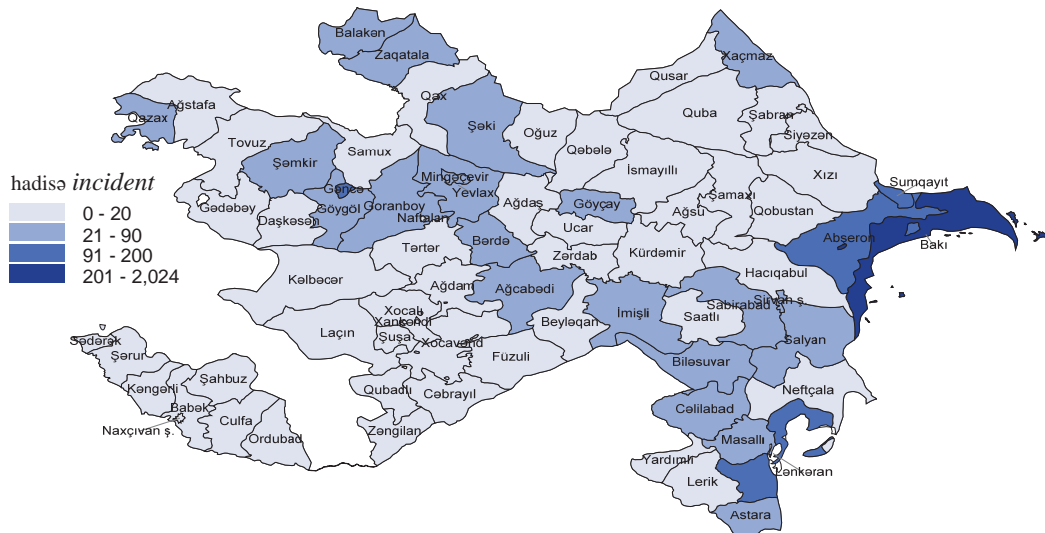 Balakən
Zaqatala
Xaçmaz
Qax
Qusar
Ağstafa
Qazax
Quba
Şabran
Şəki
Oğuz
Siyəzən
Tovuz
Samux
Qəbələ
Şəmkir
İsmayıllı
Xızı
Mingəçevir
Yevlax
hadisə incident
Gəncə
Sumqayıt
Şamaxı
Gədəbəy
Göygöl
Goranboy
Ağdaş
Göyçay
Ağsu
Qobustan
0 - 20
Daşkəsən
Naftalan
Ucar
21 - 90
Abşeron
Bakı
Tərtər
Bərdə
Zərdab
Kürdəmir
91 - 200
201 - 2,024
Kəlbəcər
Hacıqabul
Ağdam
Ağcabədi
Şirvan ş.
Xocalı
İmişli
Sabirabad
Xankəndi
Beyləqan
Saatlı
Laçın
Şuşa
Xocavənd
Salyan
Sədərək
Şərur
Füzuli
Biləsuvar
Şahbuz
Kəngərli
Qubadlı
Cəbrayıl
Neftçala
Babək
Cəlilabad
Culfa
Naxçıvan ş.
Zəngilan
Ordubad
Masallı
Yardımlı
Lənkəran
Lerik
Astara